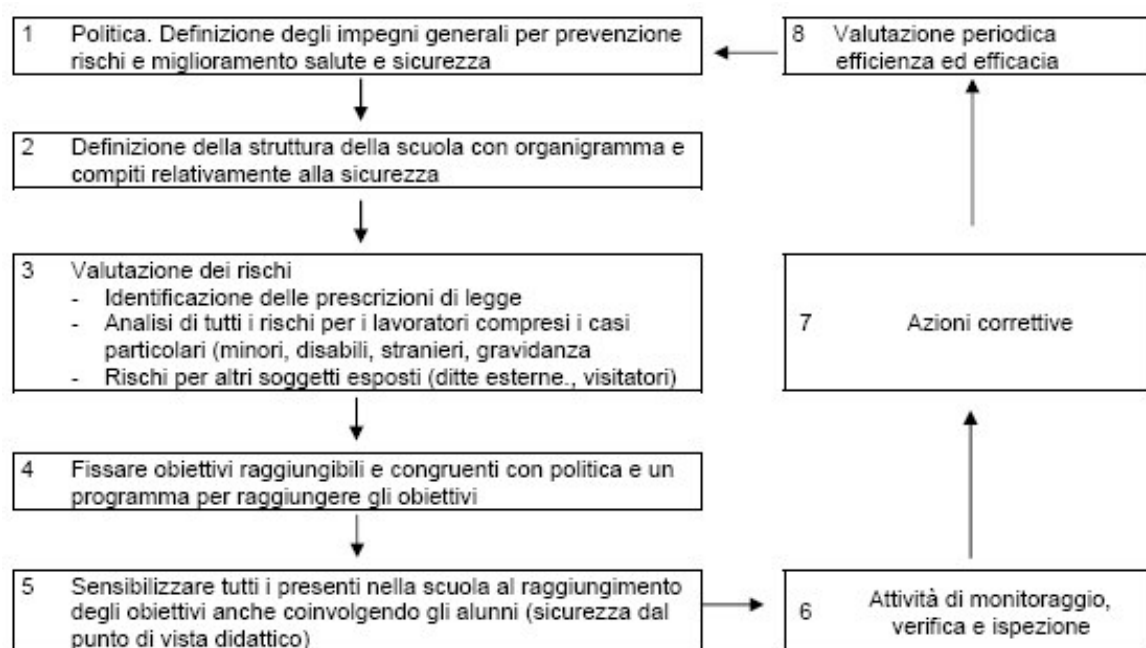 1 Politica. Definizione degli impegni generali per prevenzione
rischi e miglioramento salute e sicurezza
2 Definizione della struttura della scuola con organigramma e
compiti relativamente alla sicurezza
3 Valutazione dei rischi
- Identificazione delle prescrizioni di legge
- Analisi di tutti i rischi per i lavoratori compresi i casi
particolari (minori, disabili, stranieri, gravidanza
- Rischi per altri soggetti esposti (ditte esterne., visitatori)
4 Fissare obiettivi raggiungibili e congruenti con politica e un
programma per raggiungere gli obiettivi
5 Sensibilizzare tutti i presenti nella scuola al raggiungimento
degli obiettivi anche coinvolgendo gli alunni (sicurezza dal
punto di vista didattico)
6 Attività di monitoraggio,
verifica e ispezione
7 Azioni correttive
8 Valutazione periodica
efficienza ed efficacia